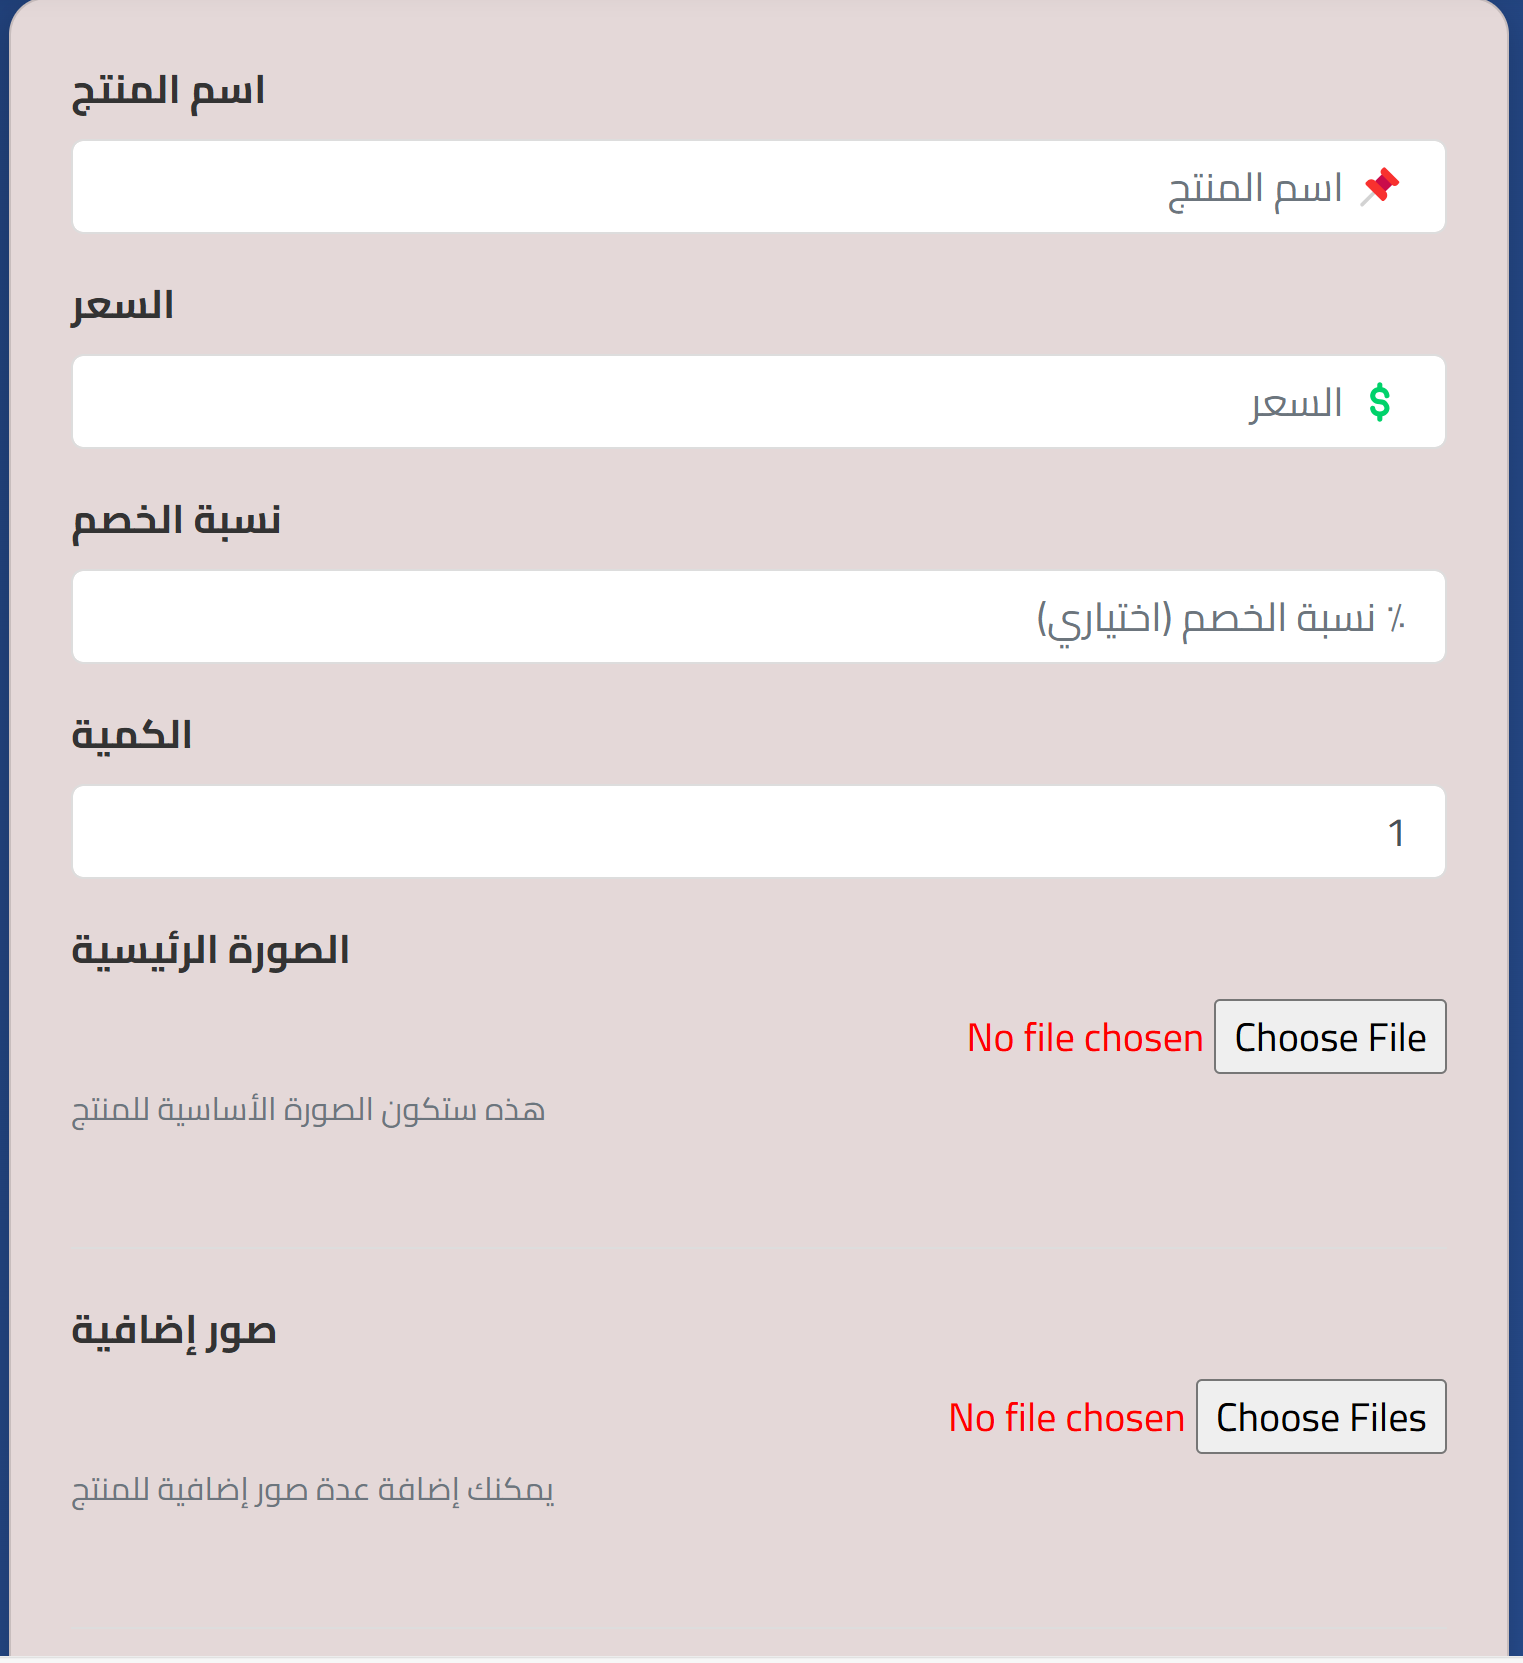 اسم المنتج
📌 اسم المنتج
السعر
💲 السعر
نسبة الخصم
٪ نسبة الخصم (اختياري)
الكمية
1
الصورة الرئيسية
Choose File No file chosen
هذه ستكون الصورة الأساسية للمنتج
صور إضافية
Choose Files No file chosen
يمكنك إضافة عدة صور إضافية للمنتج